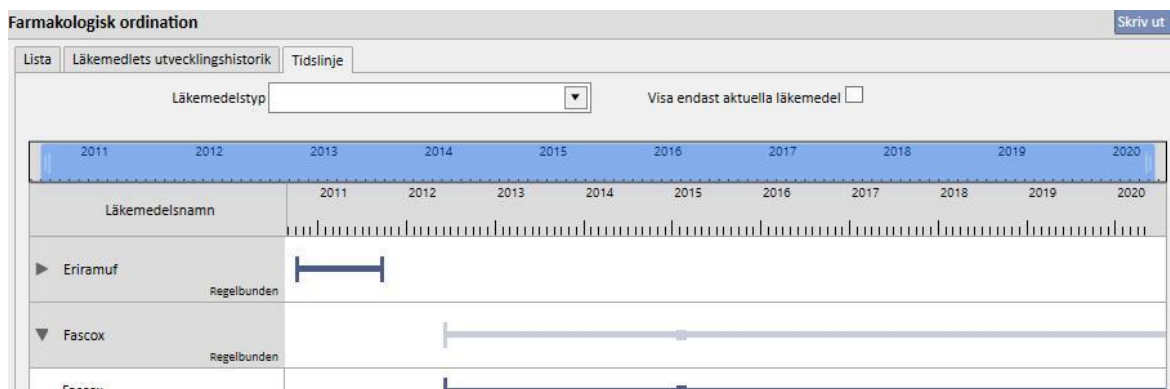 Farmakologisk ordination
Skriv ut
Lista Läkemedlets utvecklingshistorik Tidslinje
Läkemedelstyp Visa endast aktuella läkemedel
2011 2012 2013 2014 2015 2016 2017 2018 2019 2020
Läkemedelsnamn
2011 2012 2013 2014 2015 2016 2017 2018 2019 2020
Eriramuf
Regelbunden
Fascox
Regelbunden